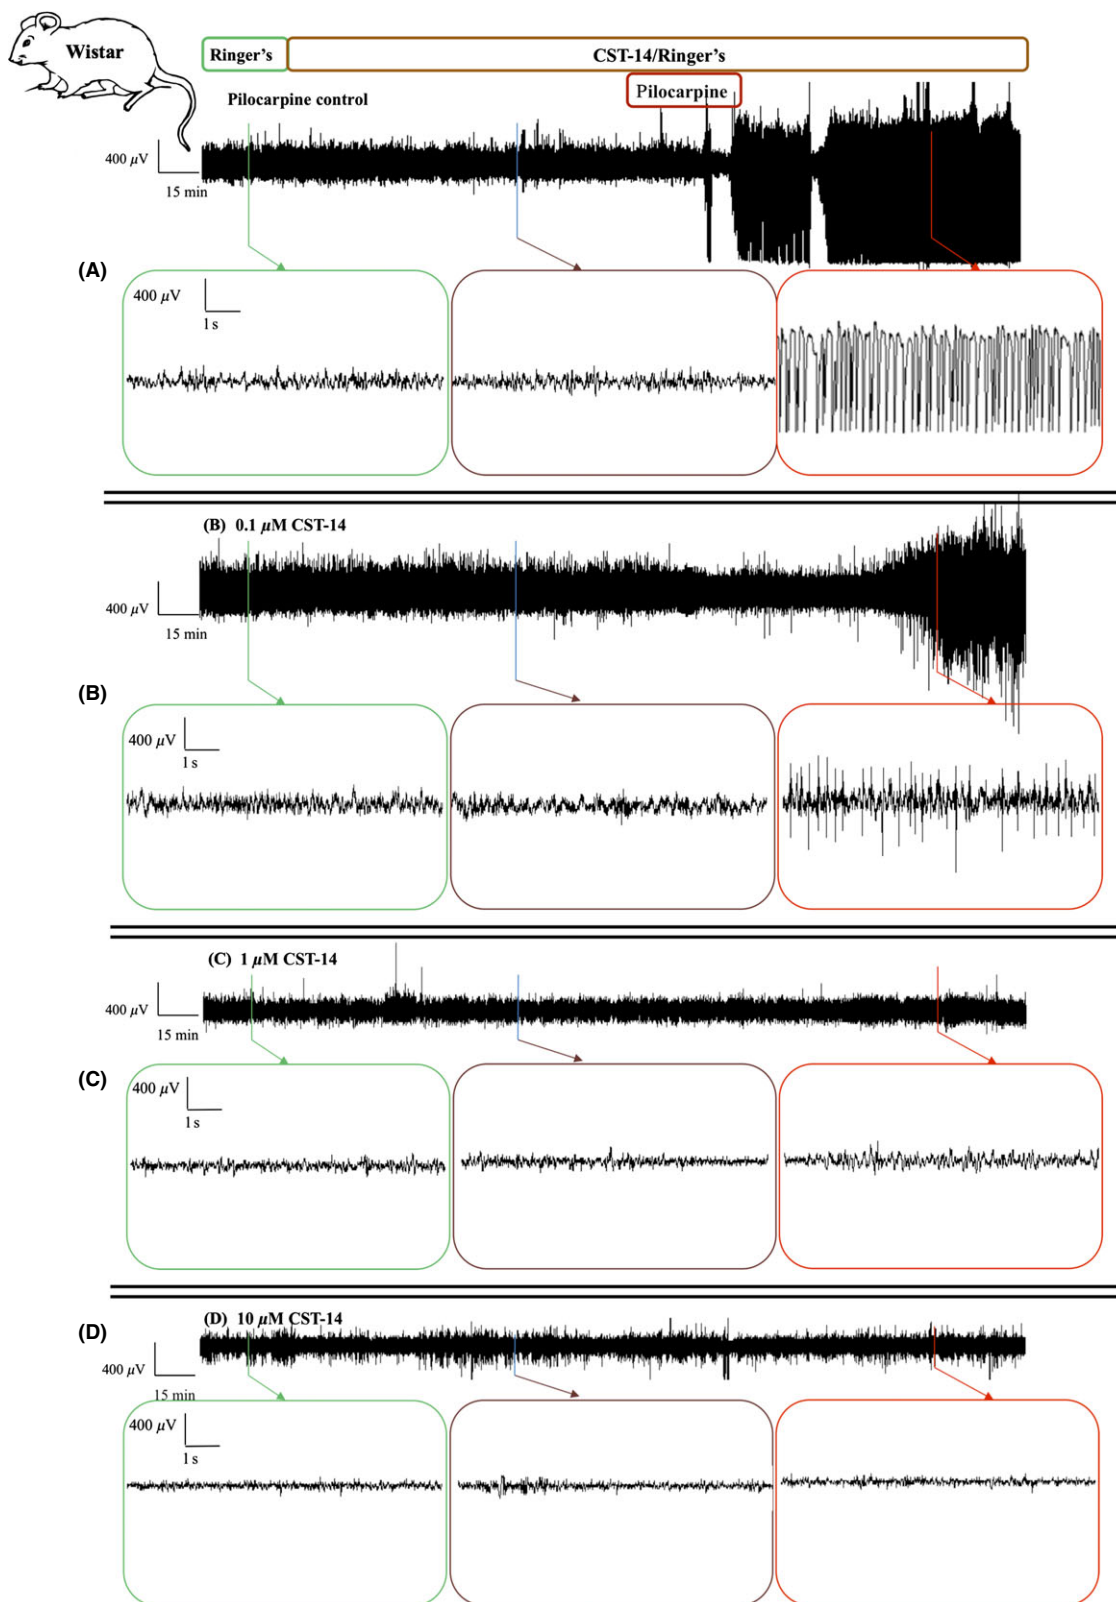 Wistar
Ringer's
CST-14/Ringer's
Pilocarpine
Pilocarpine control
400 µV
15 min
(A)
400 µV
1 s
(B) 0.1 µM CST-14
400 µV
15 min
(B)
400 µV
1 s
(C) 1 µM CST-14
400 µV
15 min
(C)
400 µV
1 s
(D) 10 µM CST-14
(D)
400 µV
15 min
400 µV
1 s